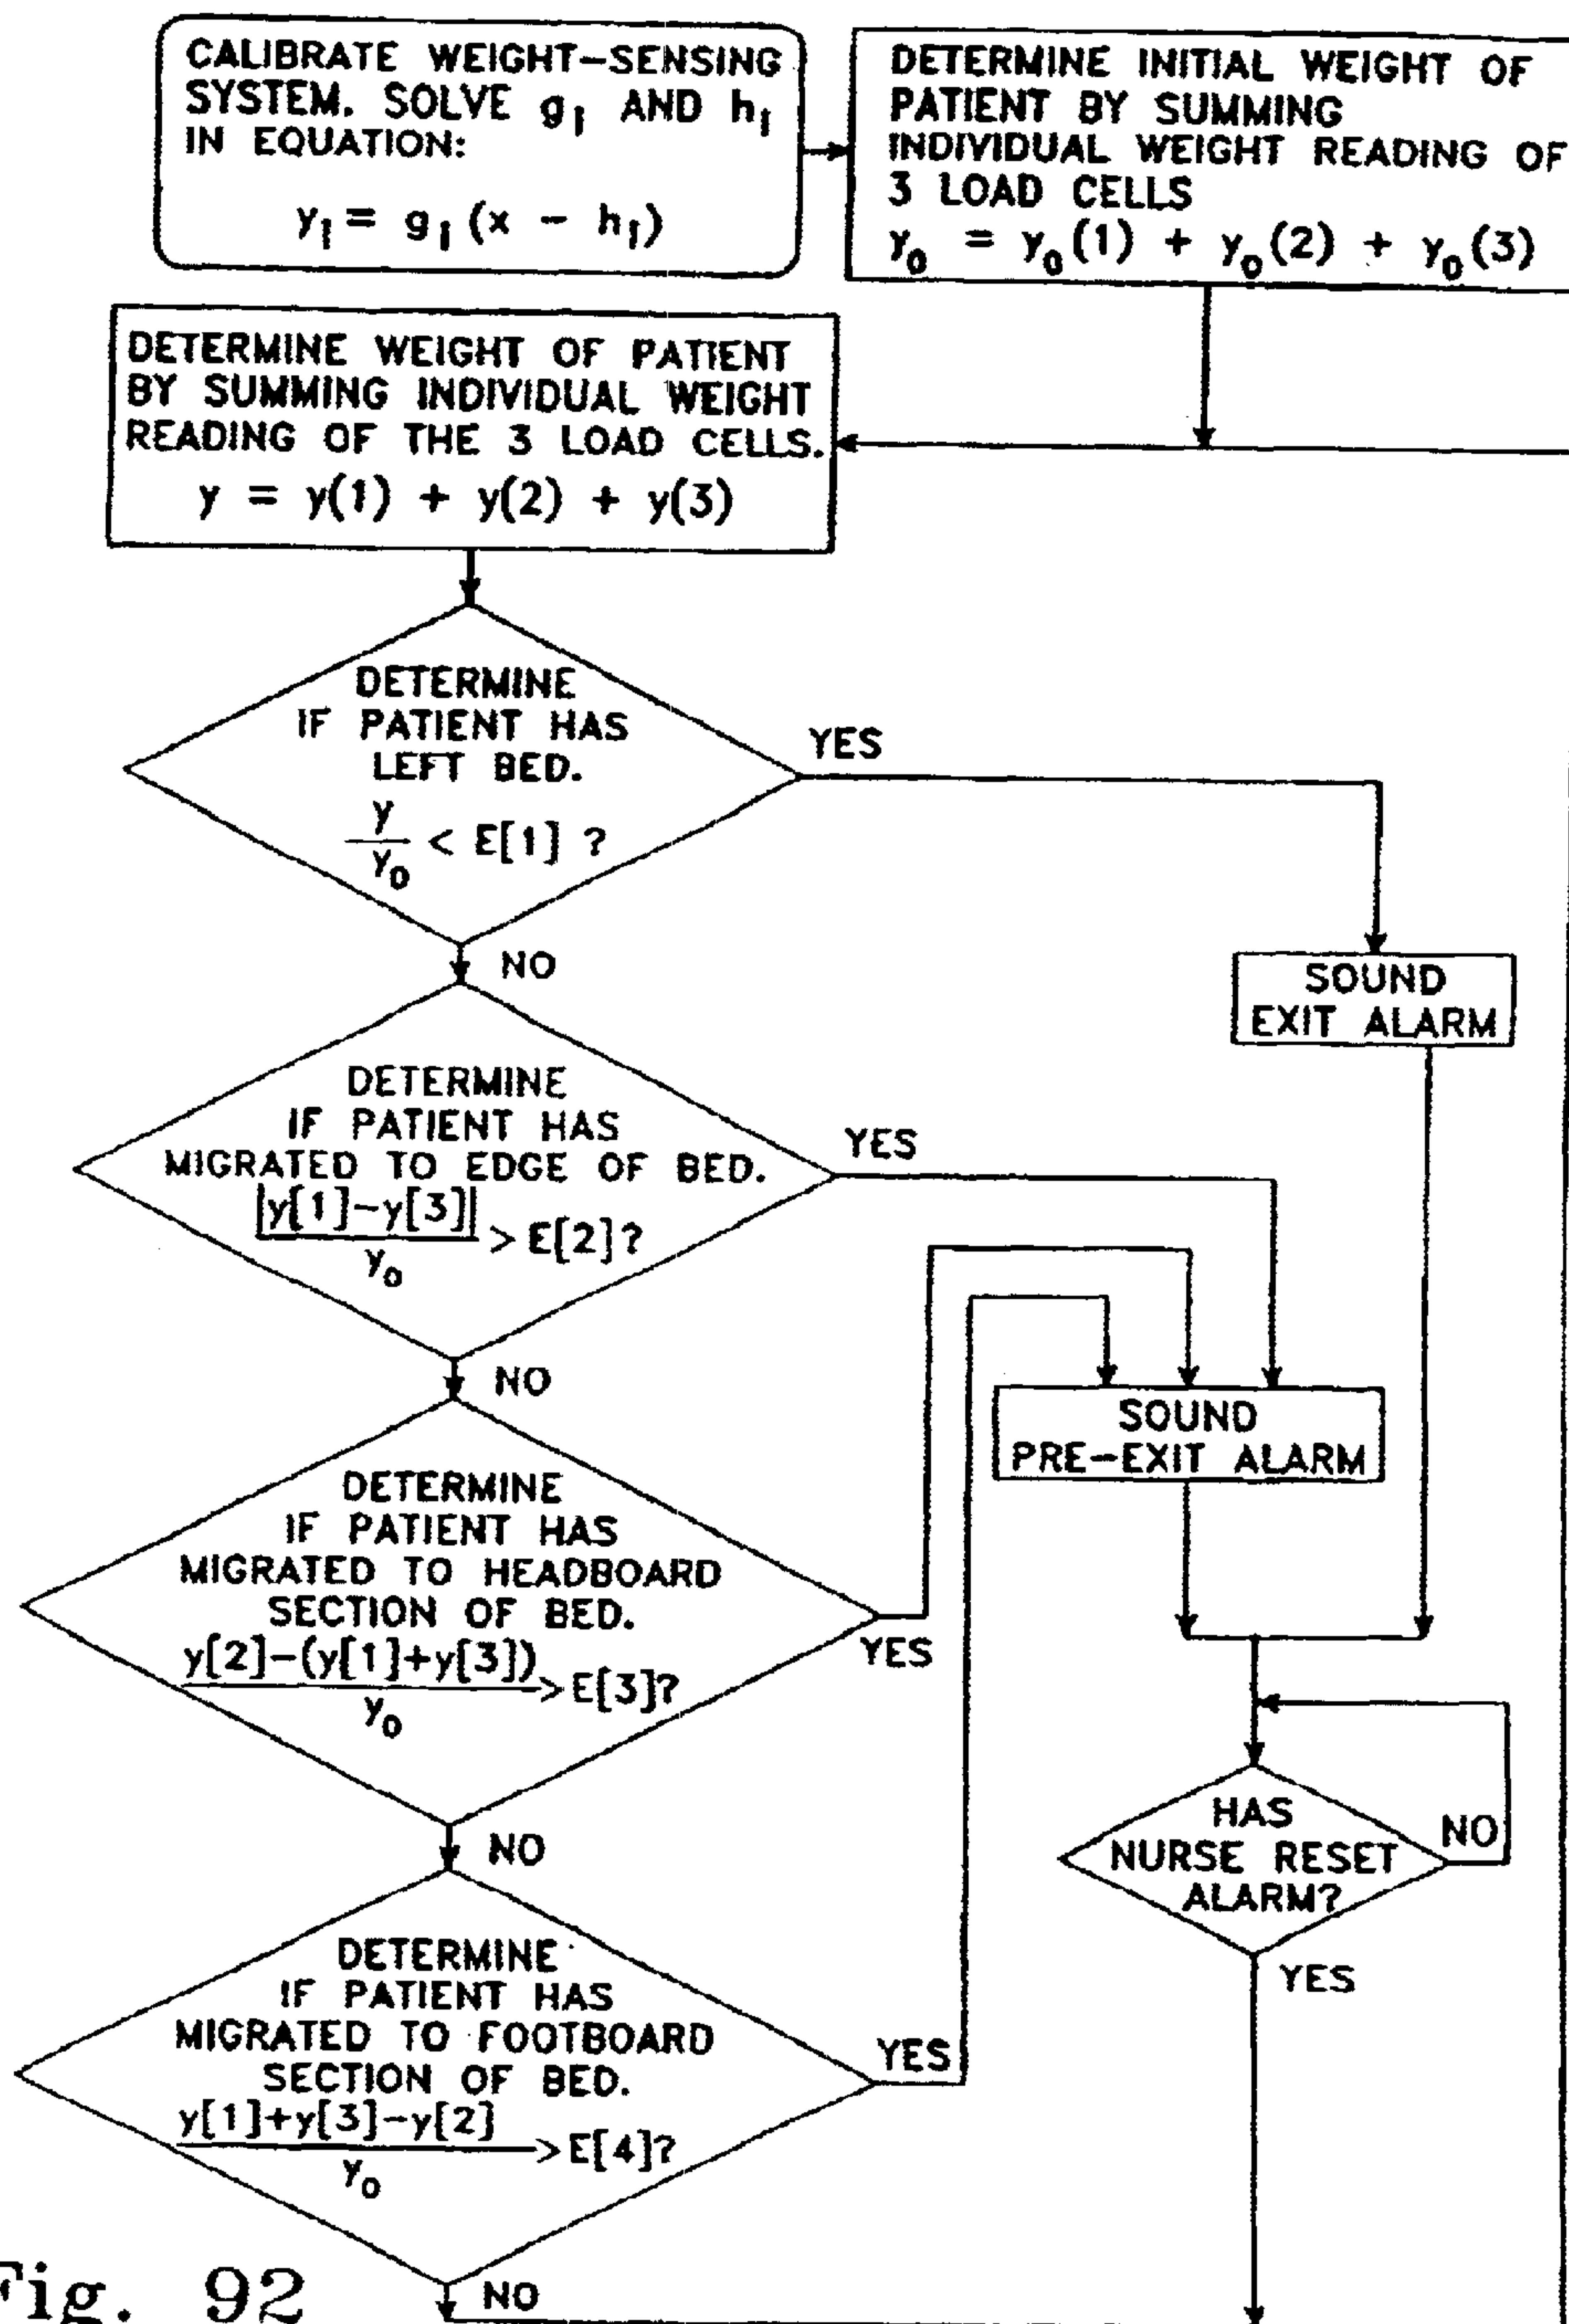 CALIBRATE WEIGHT-SENSING
SYSTEM. SOLVE gi AND hi
IN EQUATION:
yi = gi (x - hi)
DETERMINE INITIAL WEIGHT OF
PATIENT BY SUMMING
INDIVIDUAL WEIGHT READING OF
3 LOAD CELLS
y0 = y0(1) + y0(2) + y0(3)
DETERMINE WEIGHT OF PATIENT
BY SUMMING INDIVIDUAL WEIGHT
READING OF THE 3 LOAD CELLS.
y = y(1) + y(2) + y(3)
DETERMINE
IF PATIENT HAS
LEFT BED.
y
y0
< E[1] ?
YES
NO
SOUND
EXIT ALARM
DETERMINE
IF PATIENT HAS
MIGRATED TO EDGE OF BED.
|y[1]-y[3]|
y0
> E[2]?
YES
NO
SOUND
PRE-EXIT ALARM
DETERMINE
IF PATIENT HAS
MIGRATED TO HEADBOARD
SECTION OF BED.
y[2]-(y[1]+y[3])
y0
> E[3]?
YES
NO
HAS
NURSE RESET
ALARM?
NO
YES
DETERMINE
IF PATIENT HAS
MIGRATED TO FOOTBOARD
SECTION OF BED.
y[1]+y[3]-y[2]
y0
> E[4]?
YES
NO
Fig. 92